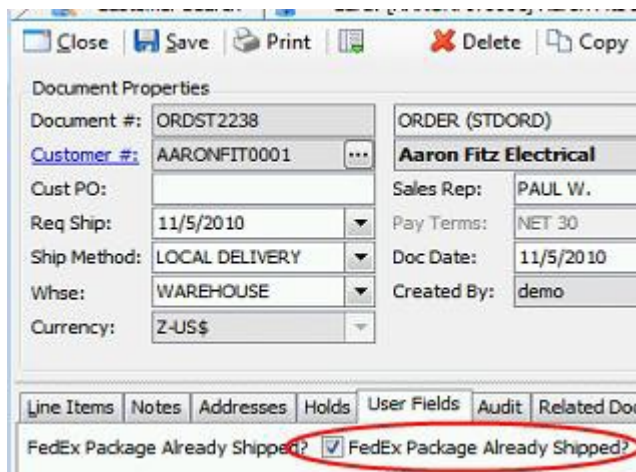 Close Save Print Delete Copy
Document Properties
Document #: ORDST2238 ORDER (STDORD)
Customer #: AARONFIT0001 ... Aaron Fitz Electrical
Cust PO: Sales Rep: PAUL W.
Req Ship: 11/5/2010 Pay Terms: NET 30
Ship Method: LOCAL DELIVERY Doc Date: 11/5/2010
Whse: WAREHOUSE Created By: demo
Currency: Z-US$
Line Items Notes Addresses Holds User Fields Audit Related Doc
FedEx Package Already Shipped? FedEx Package Already Shipped?